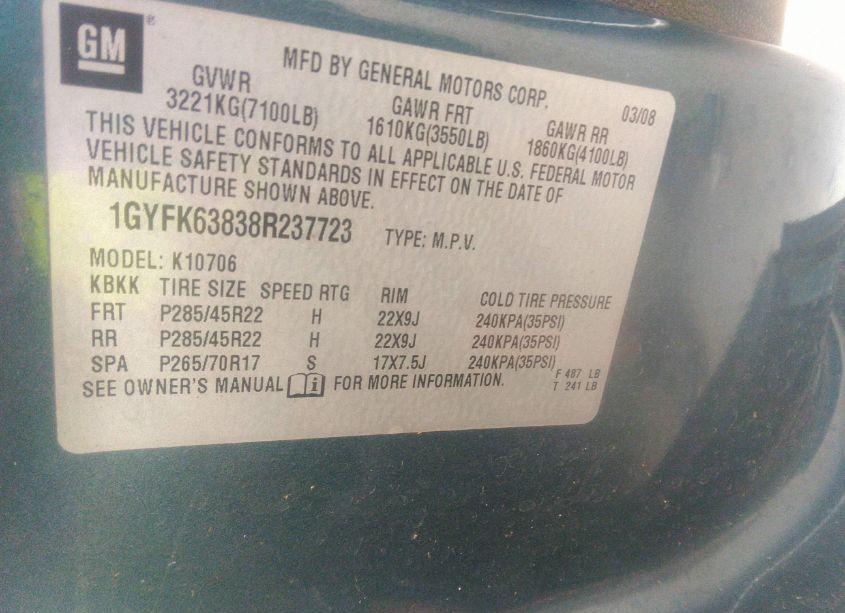 GM ®
MFD BY GENERAL MOTORS CORP.
03/08
GVWR GAWR FRT GAWR RR
3221KG(7100LB) 1610KG(3550LB) 1860KG(4100LB)
THIS VEHICLE CONFORMS TO ALL APPLICABLE U.S. FEDERAL MOTOR
VEHICLE SAFETY STANDARDS IN EFFECT ON THE DATE OF
MANUFACTURE SHOWN ABOVE.
1GYFK63838R237723 TYPE: M.P.V.
MODEL: K10706
KBKK TIRE SIZE SPEED RTG RIM COLD TIRE PRESSURE
FRT P285/45R22 H 22X9J 240KPA(35PSI)
RR P285/45R22 H 22X9J 240KPA(35PSI)
SPA P265/70R17 S 17X7.5J 240KPA(35PSI)
SEE OWNER'S MANUAL i FOR MORE INFORMATION.
F 487 LB
T 241 LB